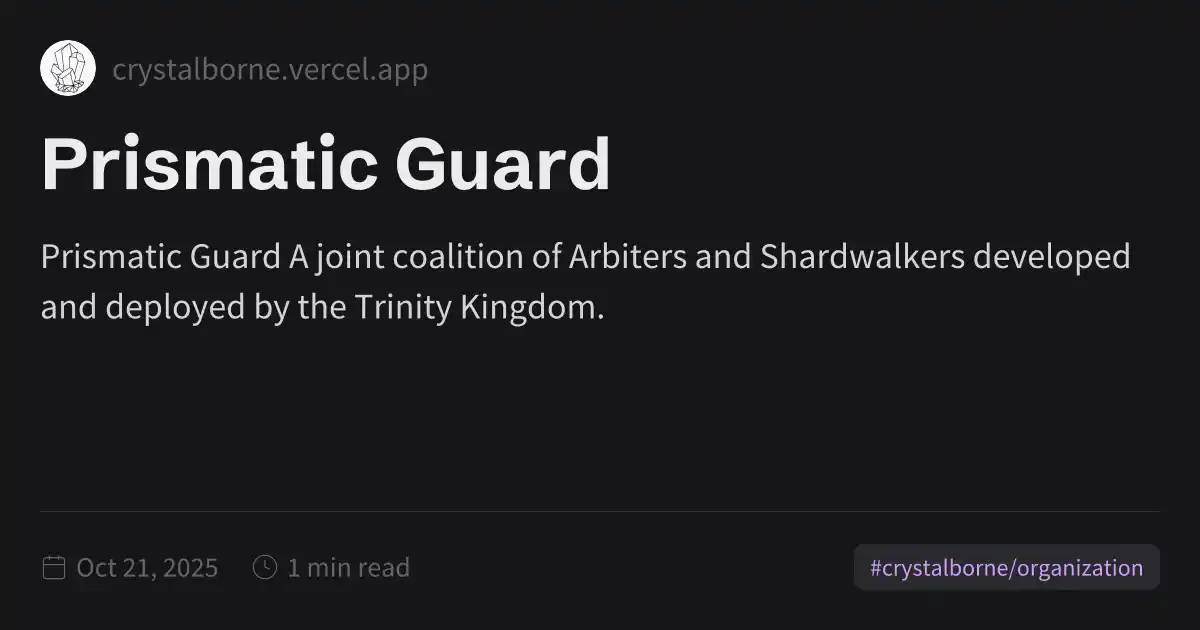 crystalborne.vercel.app
Prismatic Guard
Prismatic Guard A joint coalition of Arbiters and Shardwalkers developed
and deployed by the Trinity Kingdom.
Oct 21, 2025
1 min read
#crystalborne/organization